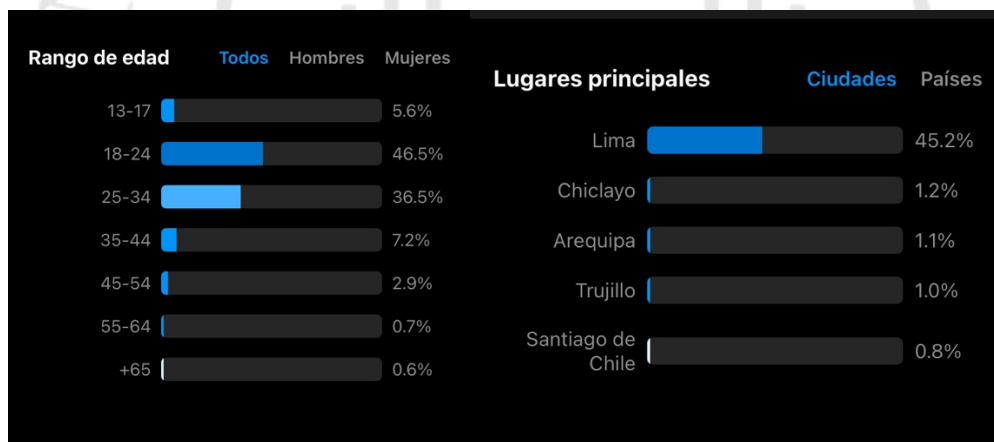 Rango de edad Todos Hombres Mujeres
13-17 5.6%
18-24 46.5%
25-34 36.5%
35-44 7.2%
45-54 2.9%
55-64 0.7%
+65 0.6%
Lugares principales Ciudades Países
Lima 45.2%
Chiclayo 1.2%
Arequipa 1.1%
Trujillo 1.0%
Santiago de
Chile 0.8%